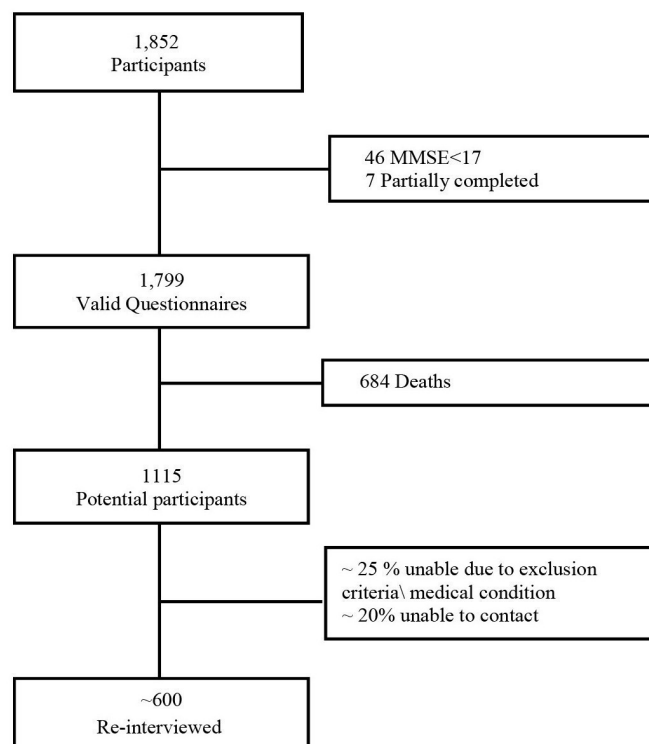 1,852
Participants
46 MMSE<17
7 Partially completed
1,799
Valid Questionnaires
684 Deaths
1115
Potential participants
~ 25 % unable due to exclusion
criteria\ medical condition
~ 20% unable to contact
~600
Re-interviewed